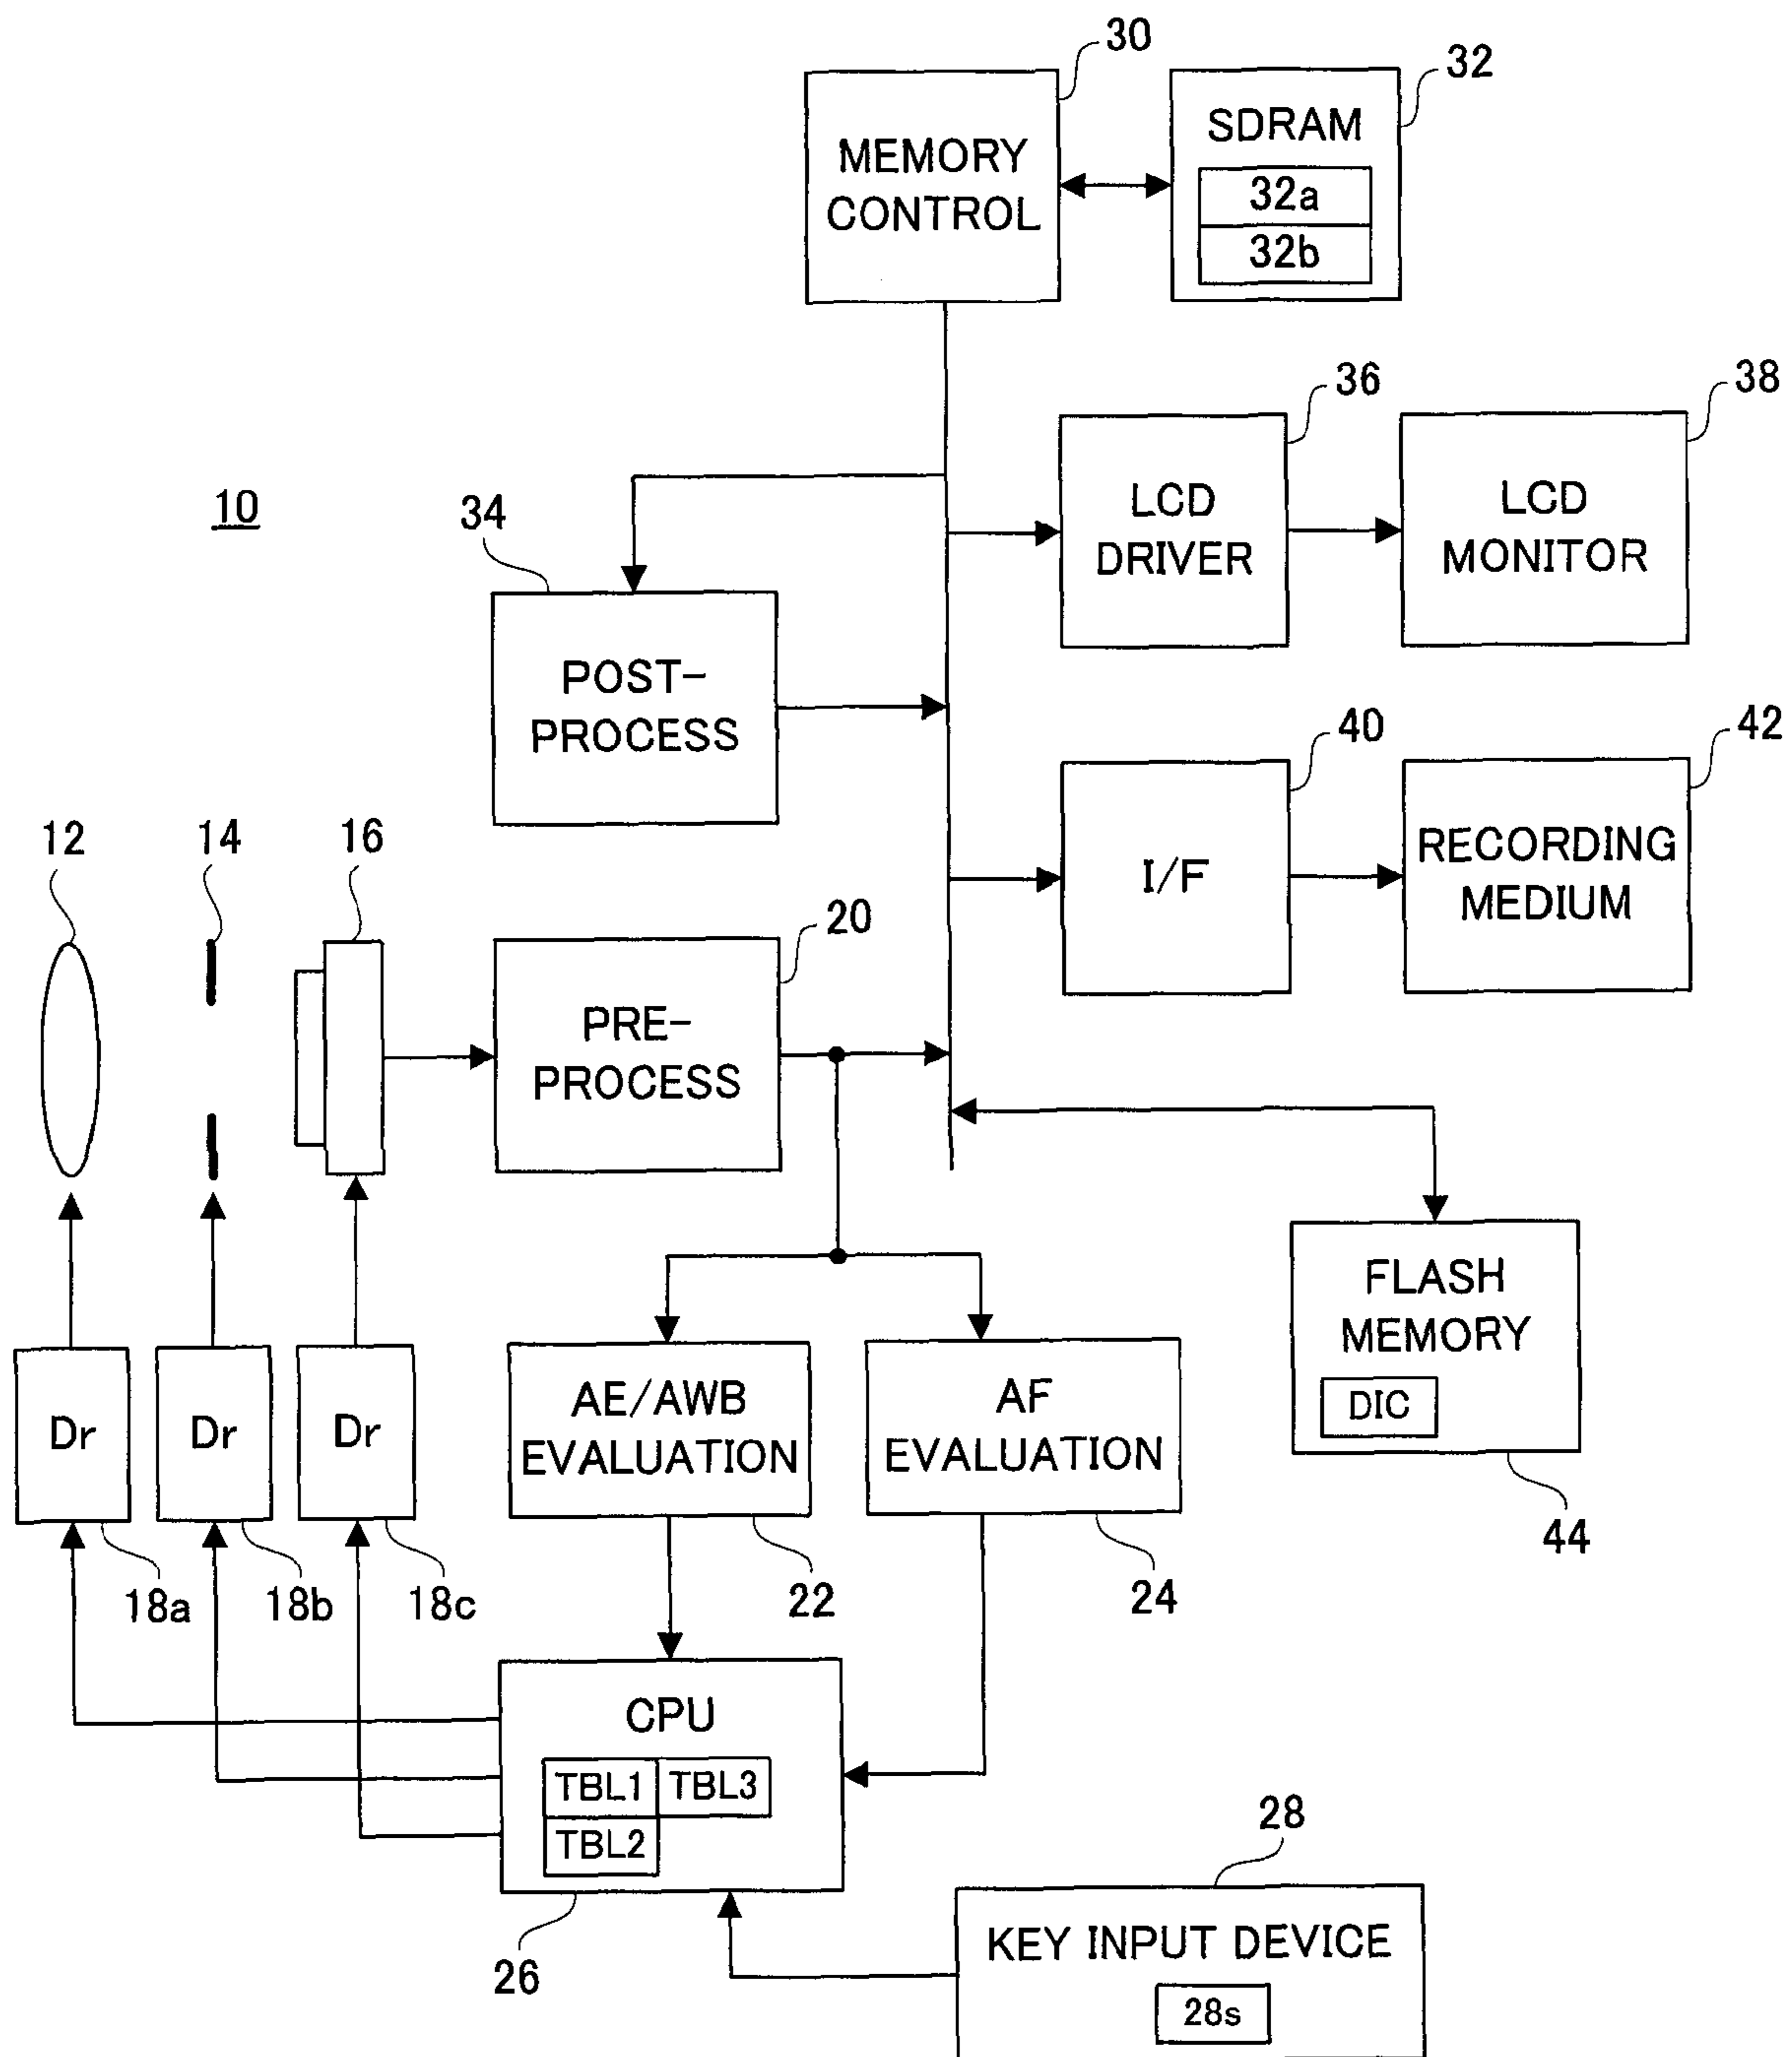 30
32
MEMORY
CONTROL
SDRAM
32a
32b
36
38
10
34
LCD
DRIVER
LCD
MONITOR
POST-
PROCESS
40
42
12
14
16
I/F
RECORDING
MEDIUM
20
PRE-
PROCESS
FLASH
MEMORY
DIC
44
Dr
Dr
Dr
AE/AWB
EVALUATION
AF
EVALUATION
18a
18b
18c
22
24
CPU
TBL1
TBL3
TBL2
26
28
KEY INPUT DEVICE
28s